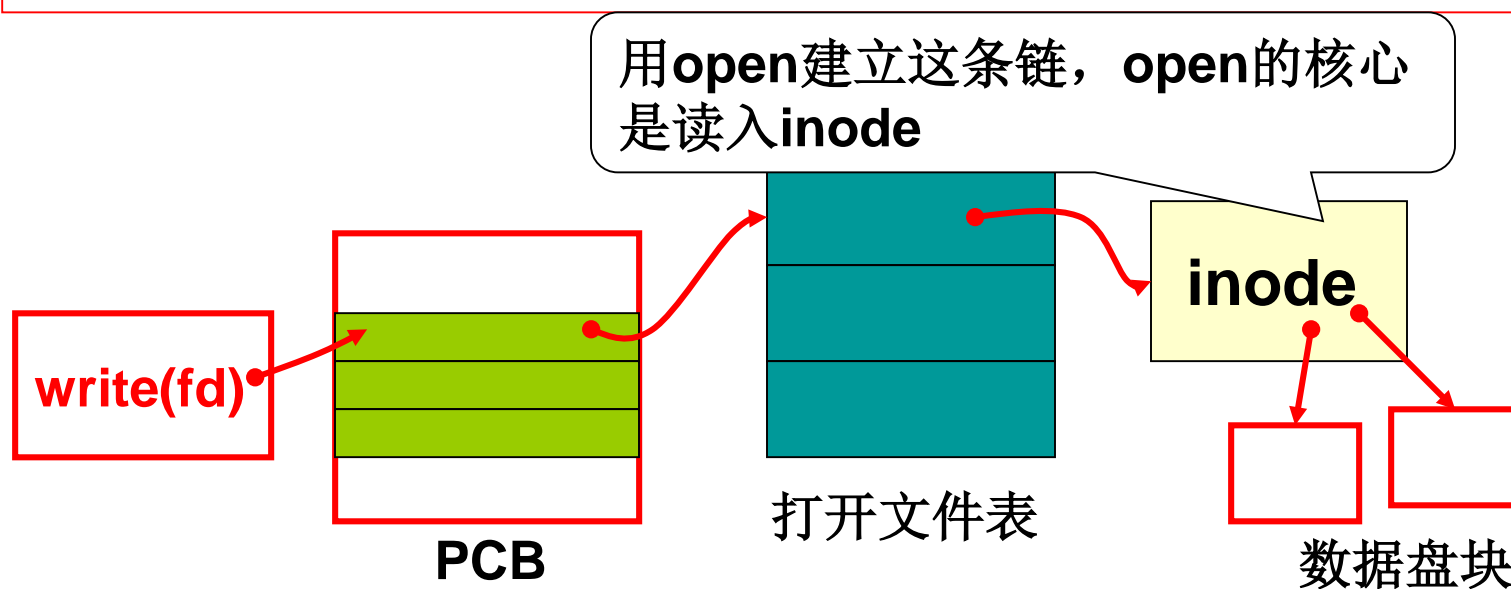 用open建立这条链，open的核心
是读入inode
inode
write(fd)
打开文件表
PCB
数据盘块